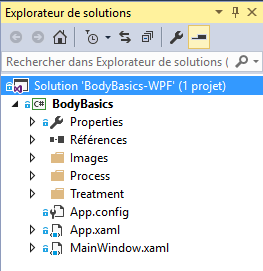 Explorateur de solutions
Rechercher dans Explorateur de solutions (
Solution 'BodyBasics-WPF' (1 projet)
C# BodyBasics
Properties
Références
Images
Process
Treatment
App.config
App.xaml
MainWindow.xaml